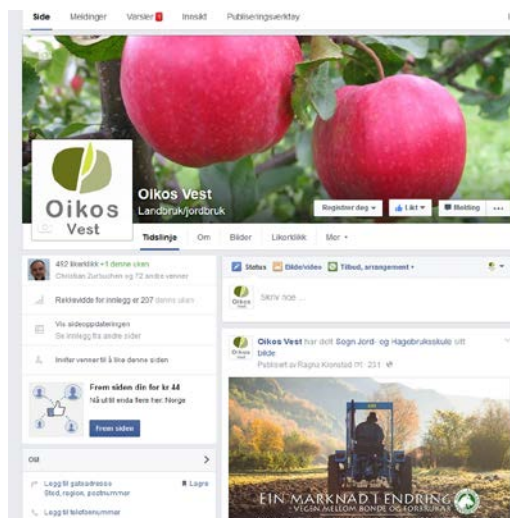 Side Meldinger Varsler Innsikt Publiseringsverktøy
Oikos
Vest
Oikos Vest
Landbruk/jordbruk
Registrer deg Likt Melding ...
Tidslinje Om Bilder Likerklikk Mer
452 likerklikk +1 denne uken
Christian Zurbuchen og 72 andre venner
Rekkevidde for innlegg er 207 denne uken
Vis sideoppdateringen
Se innlegg fra andre sider
Inviter venner til å like denne siden
Frem siden din for kr 44
Nå ut til enda flere her: Norge
Frem siden
OM
Legg til gateadresse Lagre
Sted, region, postnummer
Legg til telefonnummer
Status Bilde/video Tilbud, arrangement +
Oikos
Skriv noe ...
Oikos
Oikos Vest har delt Sogn Jord- og Hagebruksskule sitt
bilde
Publisert av Ragna Kronstad
EIN MARKNAD I ENDRING
VEGEN MELLOM BONDE OG FORBRUKAR